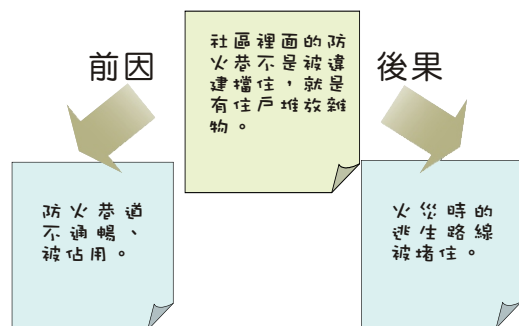 前因
社區裡面的防
火巷不是被違
建擋住，就是
有住戶堆放雜
物。
後果
防火巷道
不通暢、
被佔用。
火災時的
逃生路線
被堵住。